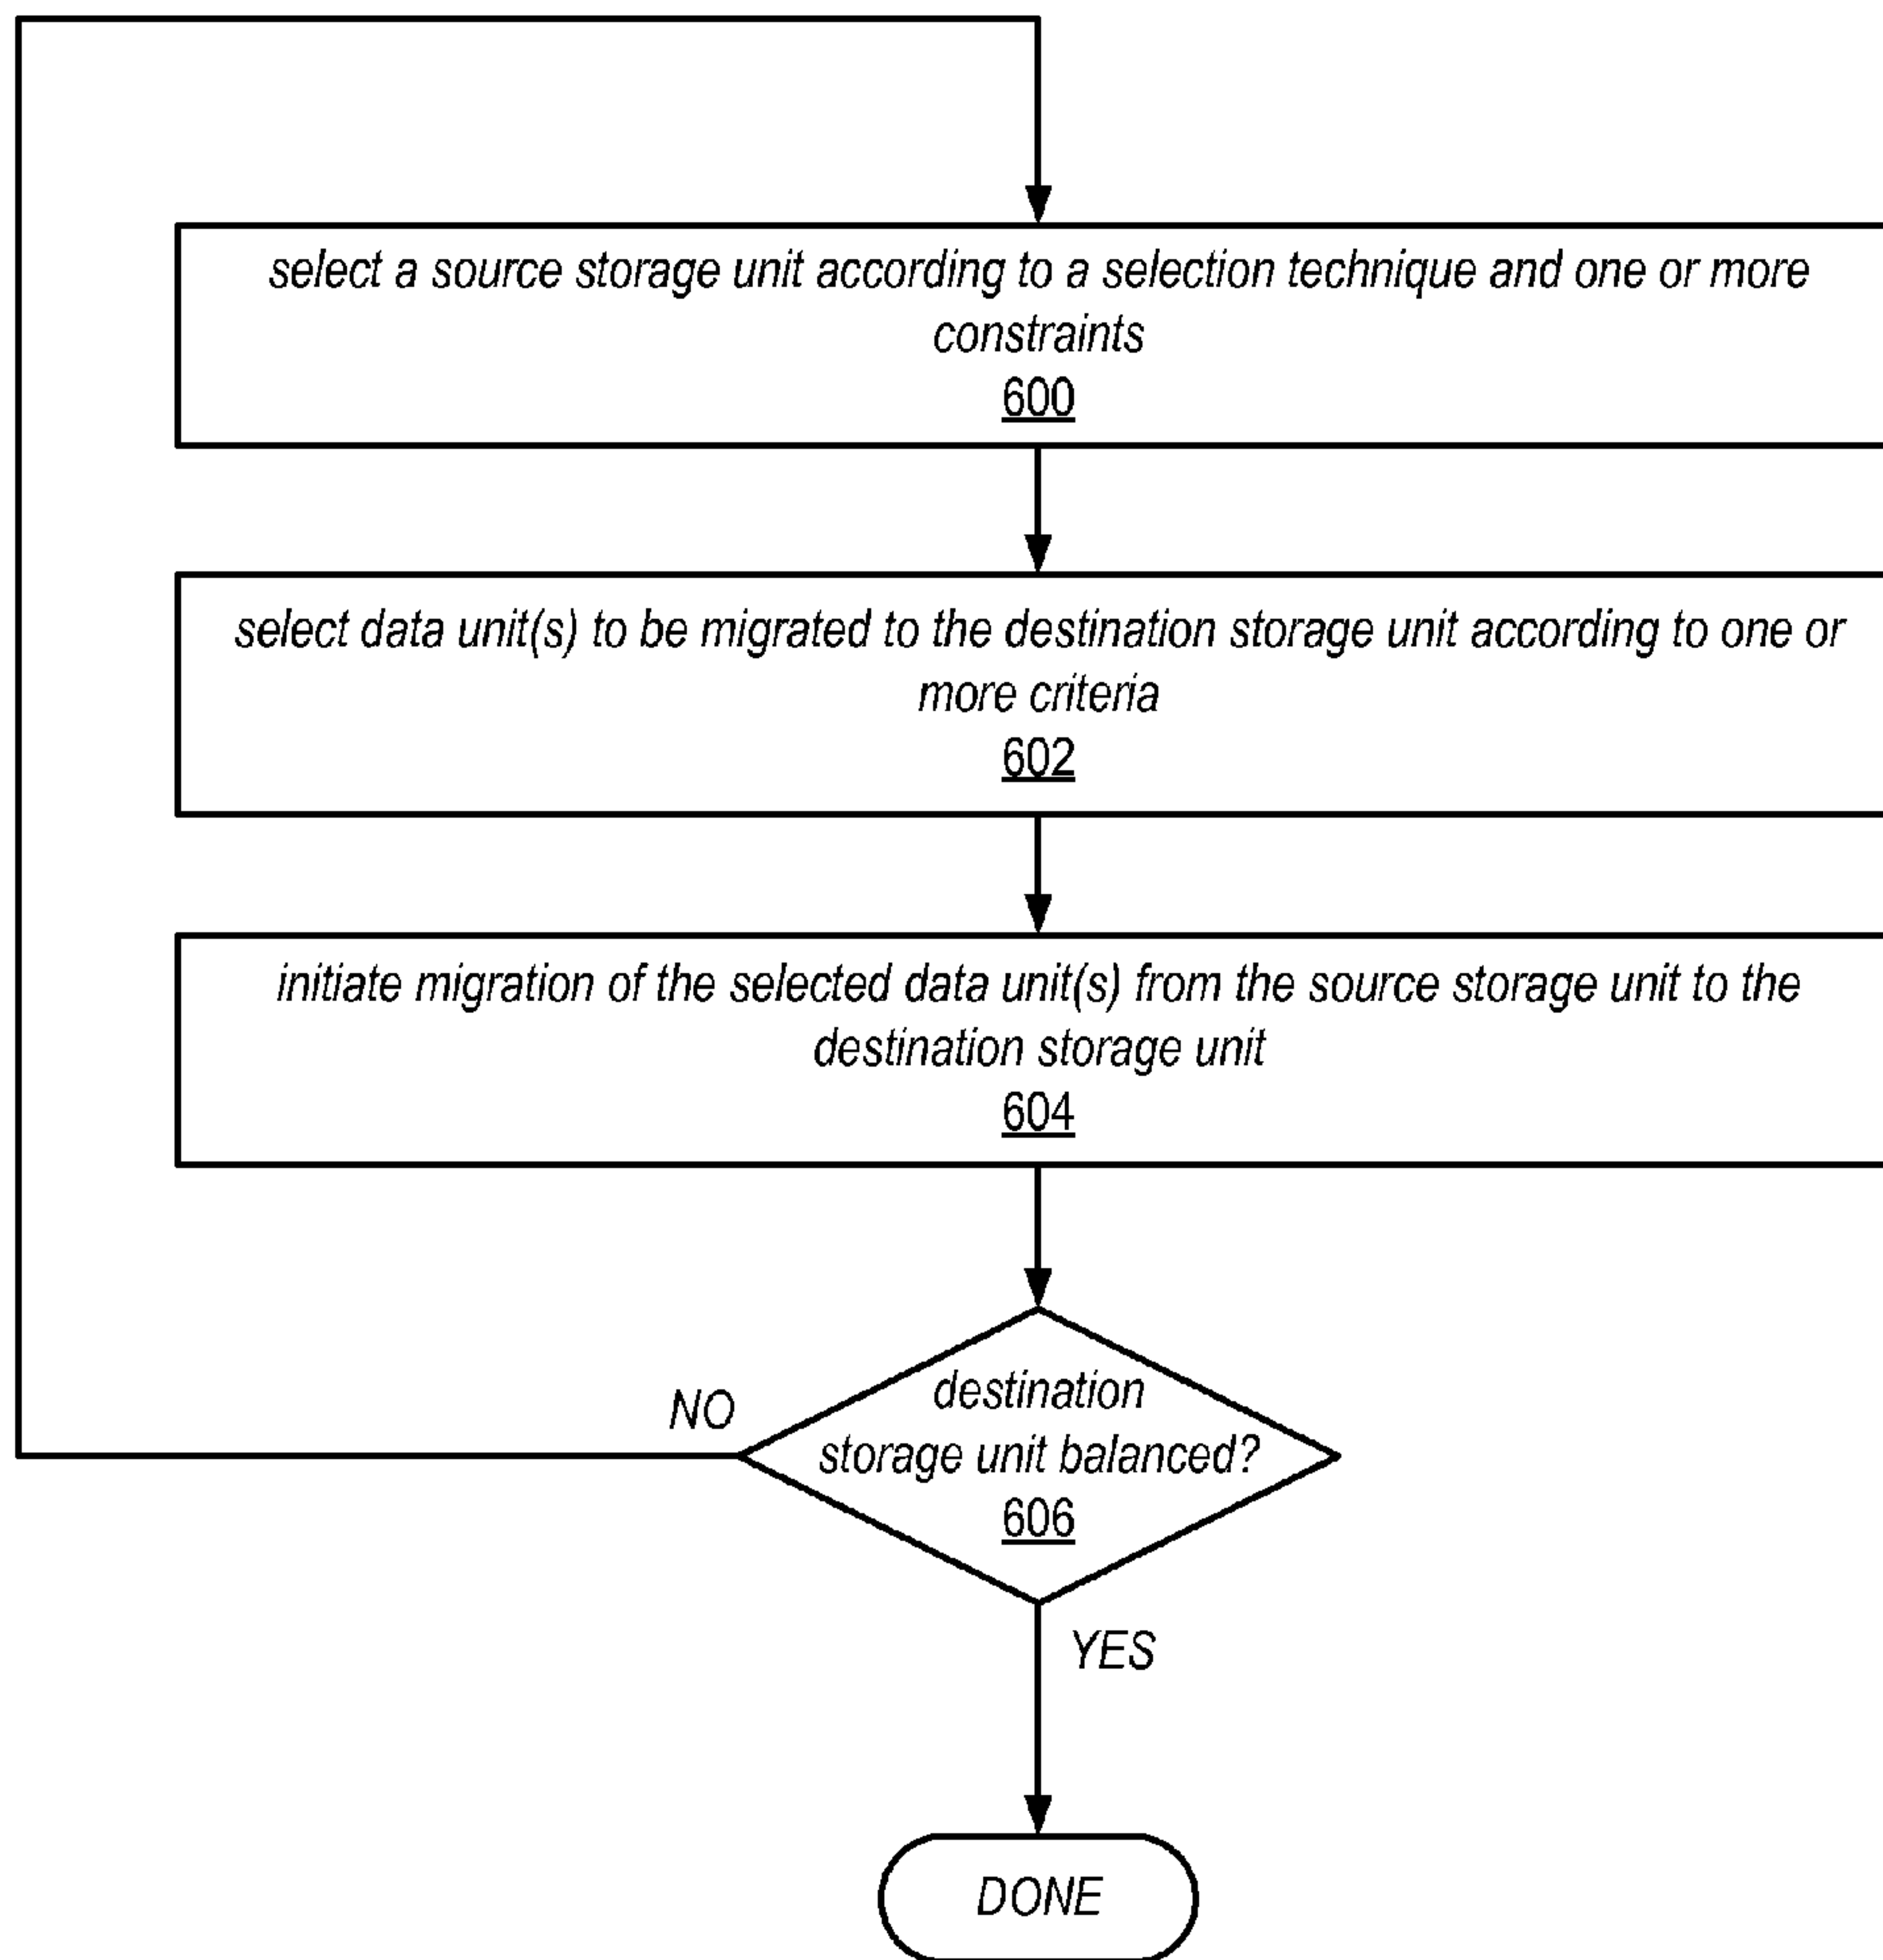 select a source storage unit according to a selection technique and one or more
constraints
600
select data unit(s) to be migrated to the destination storage unit according to one or
more criteria
602
initiate migration of the selected data unit(s) from the source storage unit to the
destination storage unit
604
destination
storage unit balanced?
606
NO
YES
DONE